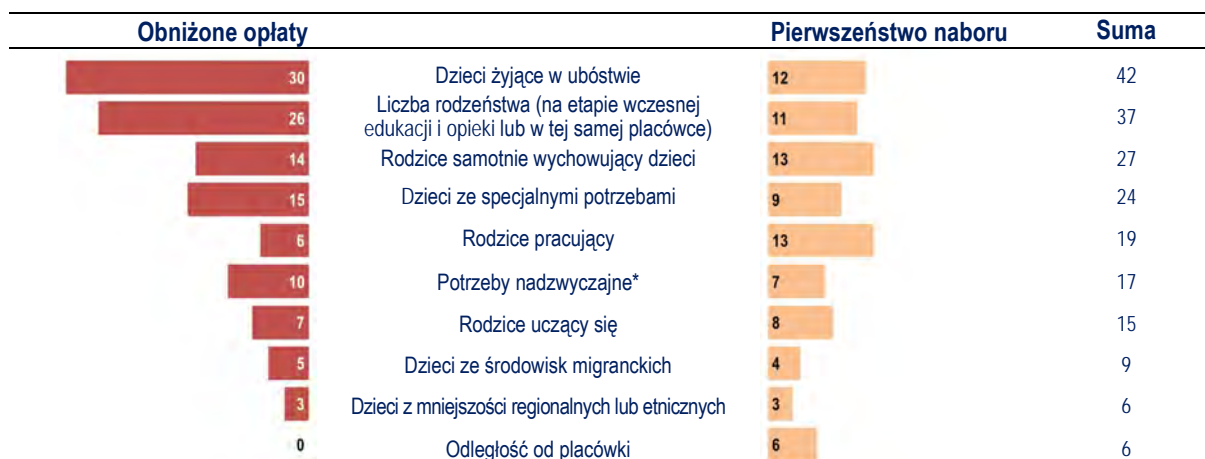 Obniżone opłaty Pierwszeństwo naboru Suma
30 Dzieci żyjące w ubóstwie 12 42
26 Liczba rodzeństwa (na etapie wczesnej
edukacji i opieki lub w tej samej placówce) 11 37
14 Rodzice samotnie wychowujący dzieci 13 27
15 Dzieci ze specjalnymi potrzebami 9 24
6 Rodzice pracujący 13 19
10 Potrzeby nadzwyczajne* 7 17
7 Rodzice uczący się 8 15
5 Dzieci ze środowisk migranckich 4 9
3 Dzieci z mniejszości regionalnych lub etnicznych 3 6
0 Odległość od placówki 6 6